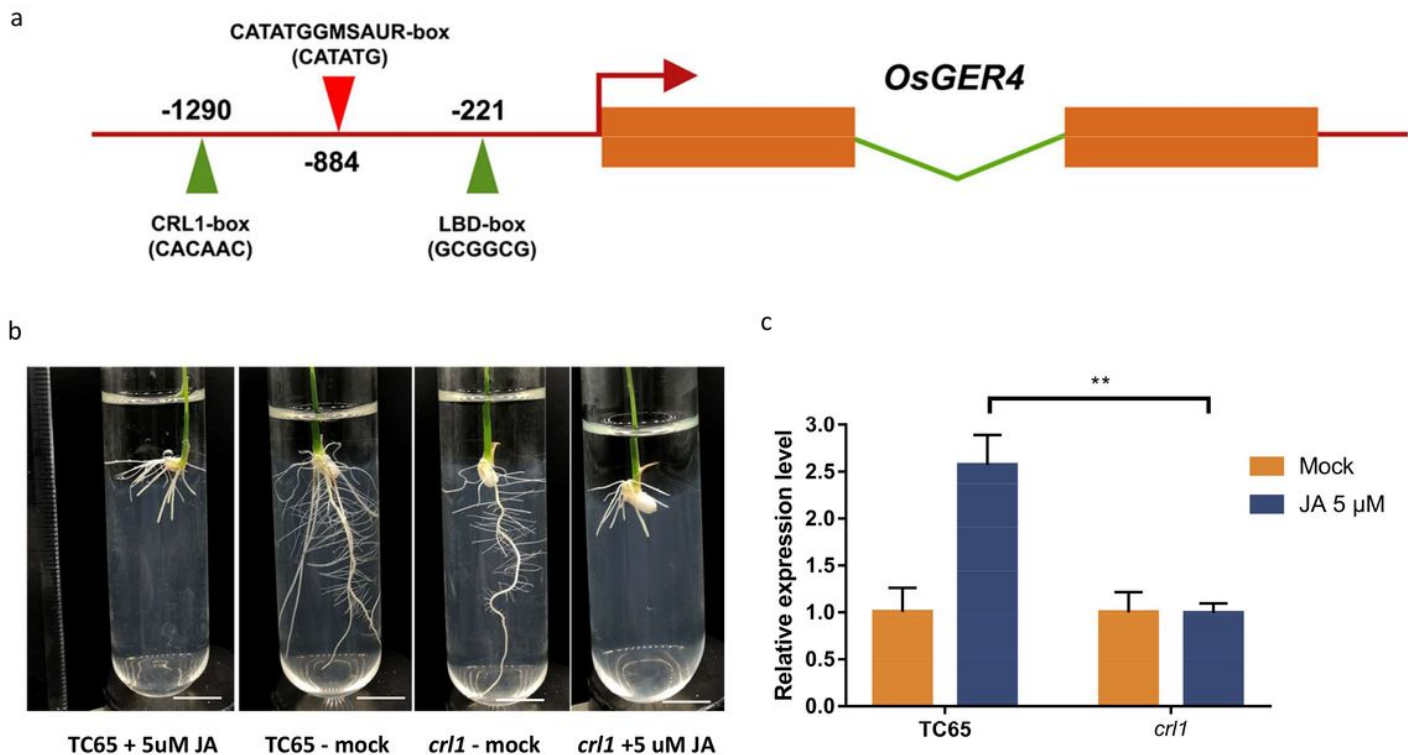 a
CATATGGMSAUR-box
(CATATG)
OsGER4
-1290
-221
-884
CRL1-box
(CACAAC)
LBD-box
(GCGGCG)
b
TC65 + 5uM JA
TC65 - mock
crl1 - mock
crl1 +5 uM JA
c
**
Relative expression level
3.0
2.5
2.0
1.5
1.0
0.5
0.0
TC65
crl1
Mock
JA 5 µM